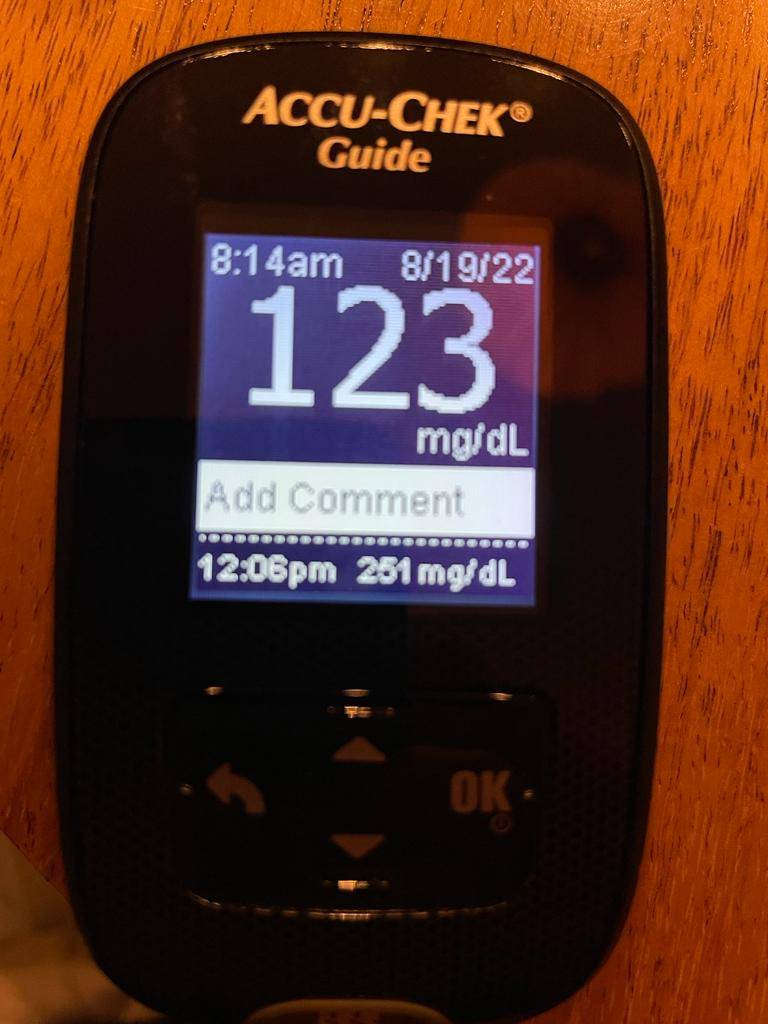 ACCU-CHEK®
Guide
8:14am 8/19/22
123
mg/dL
Add Comment
12:06pm 251 mg/dL
OK